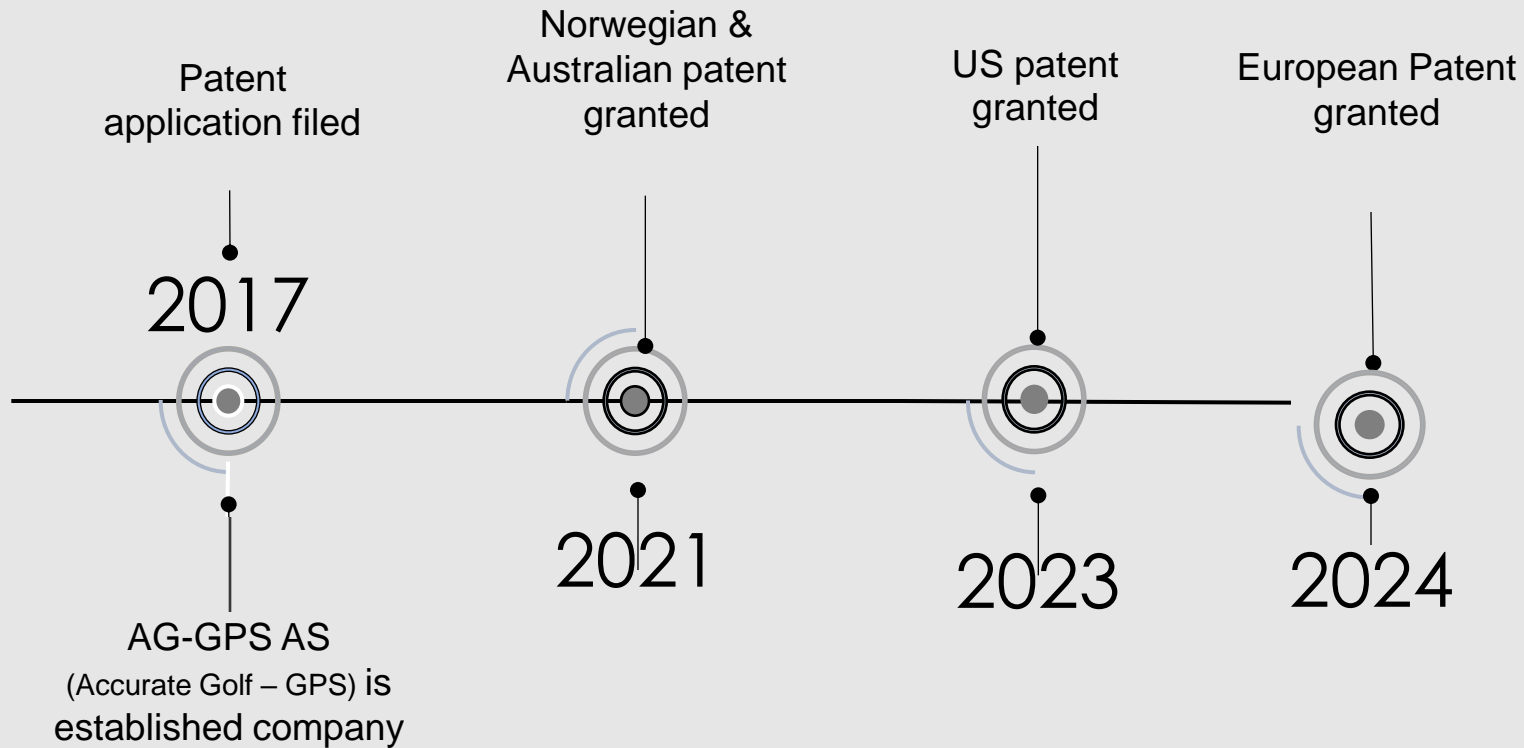 Patent
application filed
2017
AG-GPS AS
(Accurate Golf – GPS) is
established company
Norwegian &
Australian patent
granted
2021
US patent
granted
2023
European Patent
granted
2024